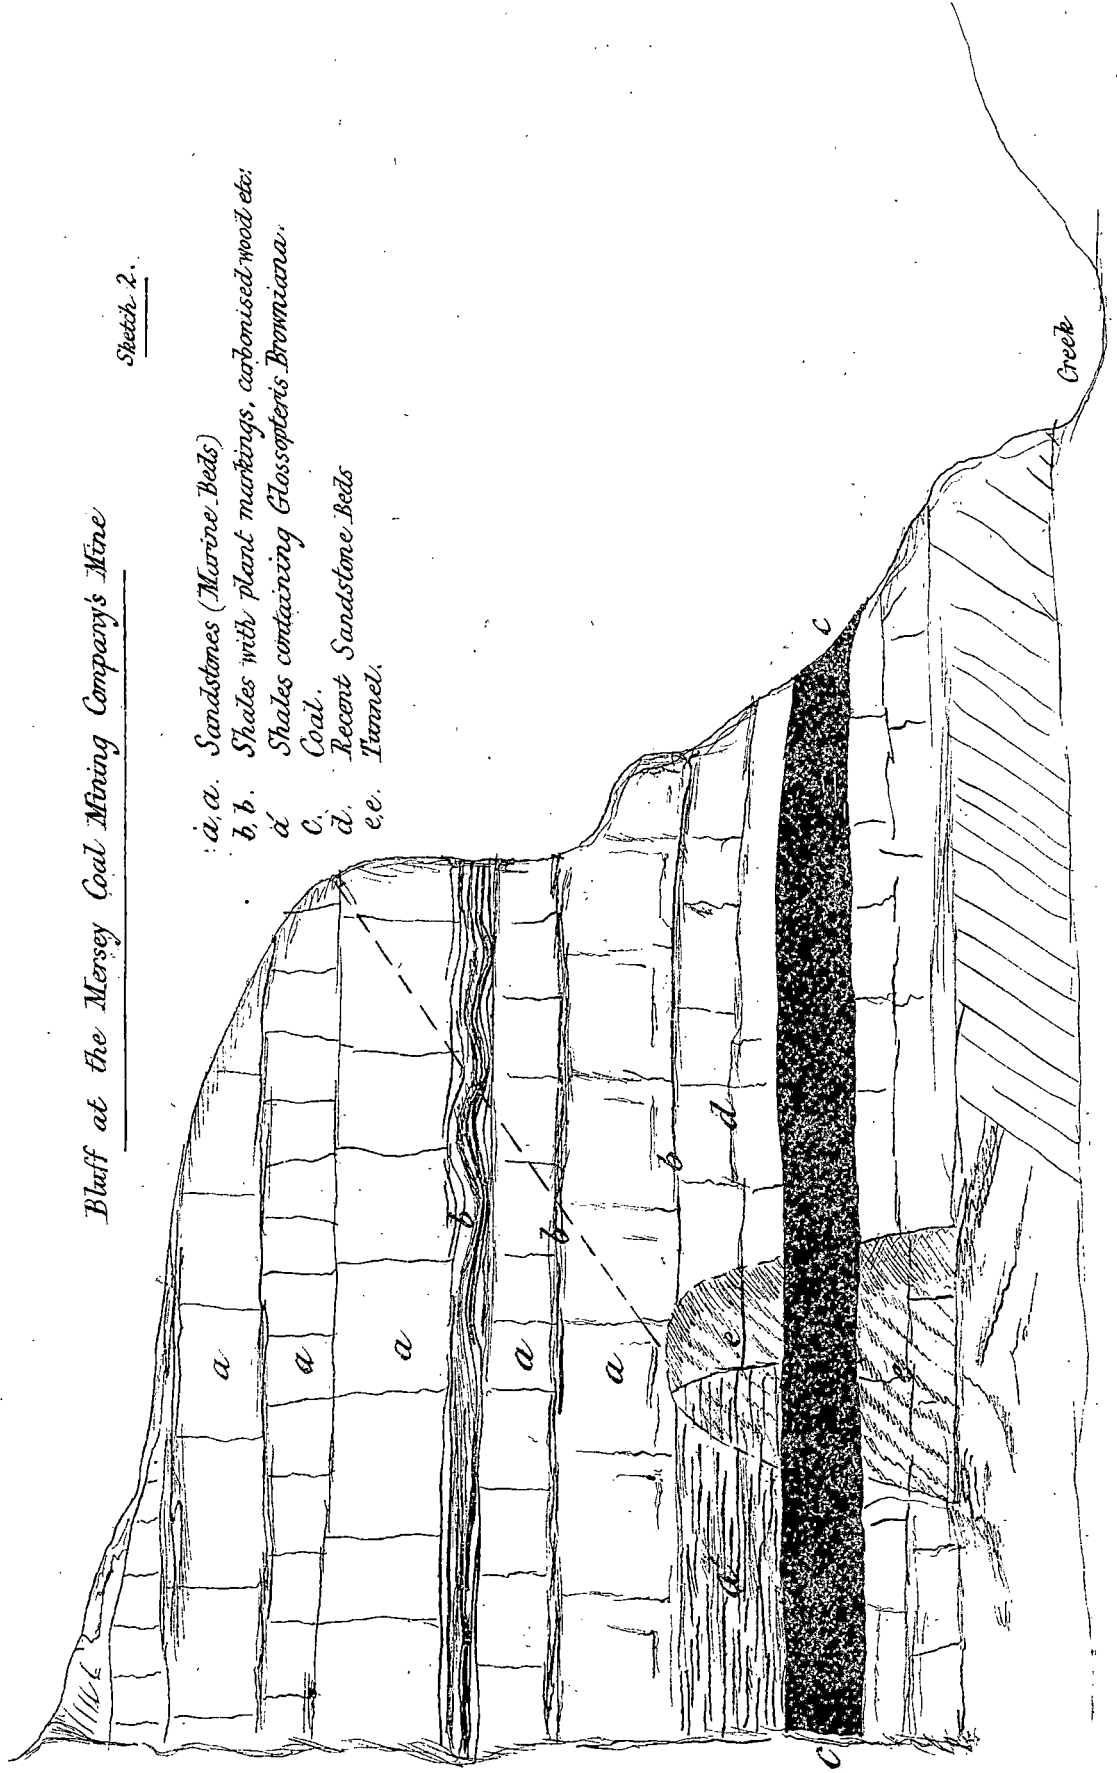 Bluff at the Mersey Coal Mining Company's Mine
Sketch 2.
a, a. Sandstones (Marine Beds)
b, b. Shales with plant markings, carbonised wood etc:
á Shales containing Glossopteris Browniana.
C. Coal.
d. Recent Sandstone Beds
e,e. Tunnel.
a
a
a
b
a
b
a
b
d
á
e
e
c
C
Creek